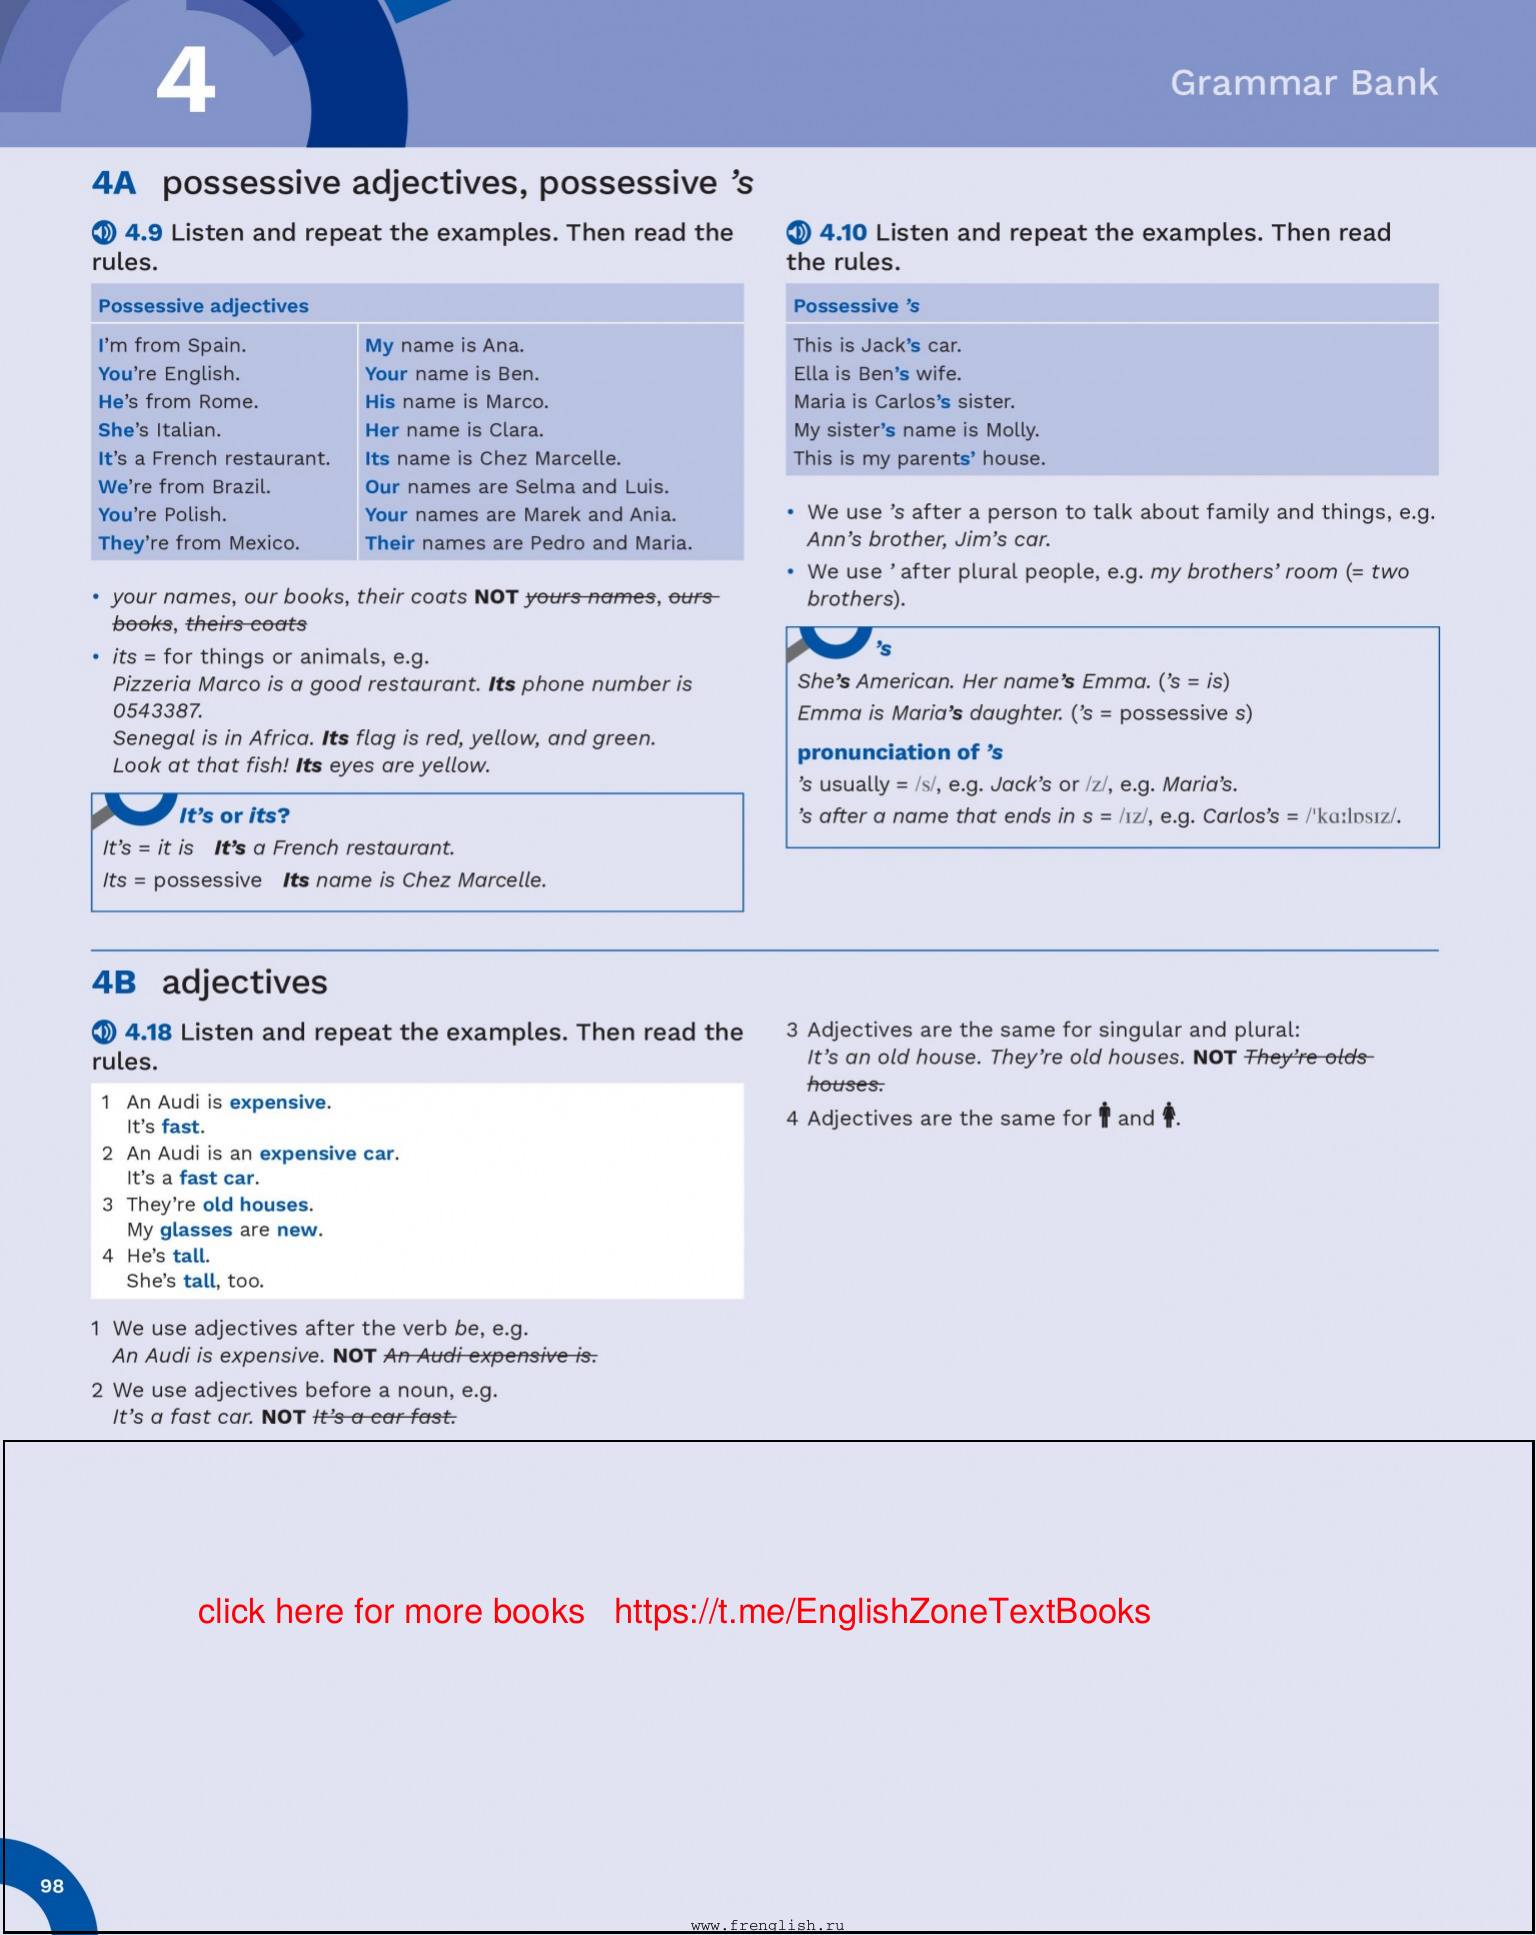 4
Grammar Bank
4A possessive adjectives, possessive ’s
4.9 Listen and repeat the examples. Then read the
rules.
Possessive adjectives
I’m from Spain. My name is Ana.
You’re English. Your name is Ben.
He’s from Rome. His name is Marco.
She’s Italian. Her name is Clara.
It’s a French restaurant. Its name is Chez Marcelle.
We’re from Brazil. Our names are Selma and Luis.
You’re Polish. Your names are Marek and Ania.
They’re from Mexico. Their names are Pedro and Maria.
• your names, our books, their coats NOT yours names, ours
books, theirs coats
• its = for things or animals, e.g.
Pizzeria Marco is a good restaurant. Its phone number is
0543387.
Senegal is in Africa. Its flag is red, yellow, and green.
Look at that fish! Its eyes are yellow.
It’s or its?
It’s = it is It’s a French restaurant.
Its = possessive Its name is Chez Marcelle.
4.10 Listen and repeat the examples. Then read
the rules.
Possessive ’s
This is Jack’s car.
Ella is Ben’s wife.
Maria is Carlos’s sister.
My sister’s name is Molly.
This is my parents’ house.
• We use ’s after a person to talk about family and things, e.g.
Ann’s brother, Jim’s car.
• We use ’ after plural people, e.g. my brothers’ room (= two
brothers).
’s
She’s American. Her name’s Emma. (’s = is)
Emma is Maria’s daughter. (’s = possessive s)
pronunciation of ’s
’s usually = /s/, e.g. Jack’s or /z/, e.g. Maria’s.
’s after a name that ends in s = /ɪz/, e.g. Carlos’s = /ˈkɑːlɒsɪz/.
4B adjectives
4.18 Listen and repeat the examples. Then read the
rules.
1 An Audi is expensive.
It’s fast.
2 An Audi is an expensive car.
It’s a fast car.
3 They’re old houses.
My glasses are new.
4 He’s tall.
She’s tall, too.
1 We use adjectives after the verb be, e.g.
An Audi is expensive. NOT An Audi expensive is.
2 We use adjectives before a noun, e.g.
It’s a fast car. NOT It’s a car fast.
3 Adjectives are the same for singular and plural:
It’s an old house. They’re old houses. NOT They’re olds
houses.
4 Adjectives are the same for and .
click here for more books https://t.me/EnglishZoneTextBooks
98
www.frenglish.ru